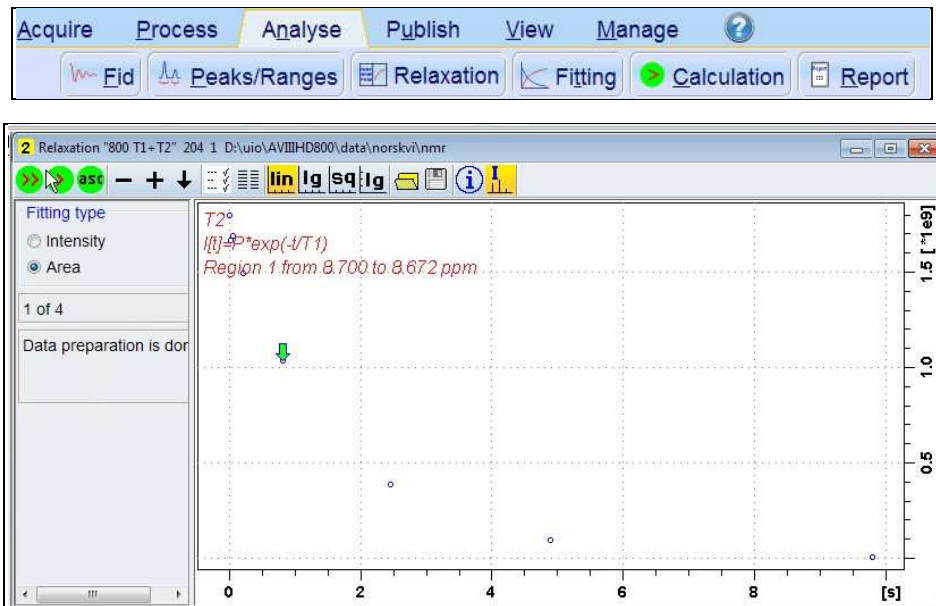 Acquire Process Analyse Publish View Manage ?
Fid Peaks/Ranges Relaxation Fitting Calculation Report
2 Relaxation "800 T1+T2" 204 1 D:\uio\AVIIIHD800\data\norskvi\nmr
asc lin lg sq lg i I
Fitting type
Intensity
Area
1 of 4
Data preparation is dor
T2
I[t]=P*exp(-t/T1)
Region 1 from 8.700 to 8.672 ppm
[*1e9]
1.5
1.0
0.5
0 2 4 6 8 [s]